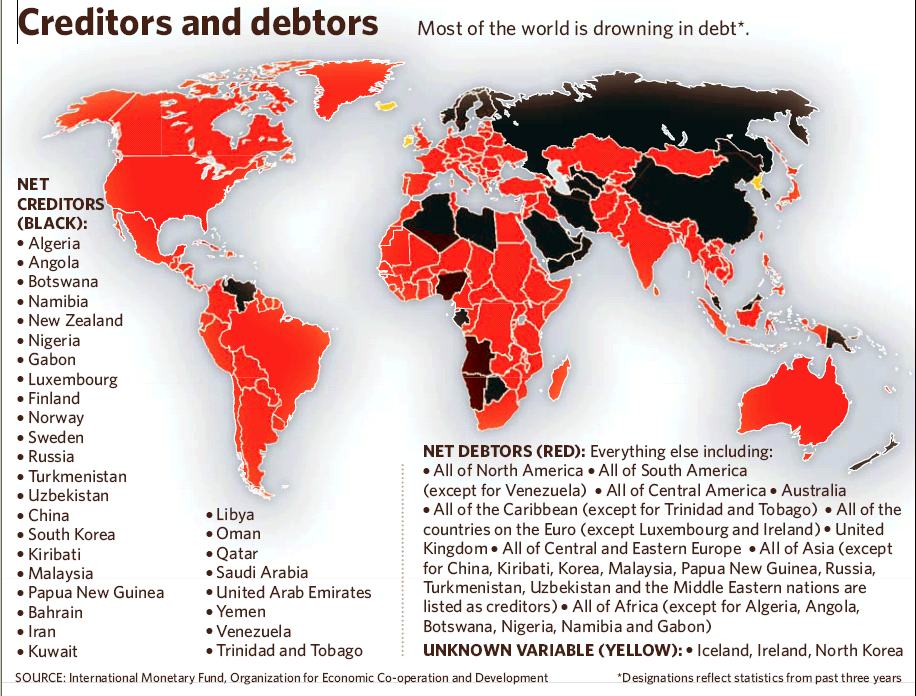 Creditors and debtors
Most of the world is drowning in debt*.
NET
CREDITORS
(BLACK):
• Algeria
• Angola
• Botswana
• Namibia
• New Zealand
• Nigeria
• Gabon
• Luxembourg
• Finland
• Norway
• Sweden
• Russia
• Turkmenistan
• Uzbekistan
• China
• South Korea
• Kiribati
• Malaysia
• Papua New Guinea
• Bahrain
• Iran
• Kuwait
• Libya
• Oman
• Qatar
• Saudi Arabia
• United Arab Emirates
• Yemen
• Venezuela
• Trinidad and Tobago
NET DEBTORS (RED): Everything else including:
• All of North America • All of South America
(except for Venezuela) • All of Central America • Australia
• All of the Caribbean (except for Trinidad and Tobago) • All of the
countries on the Euro (except Luxembourg and Ireland) • United
Kingdom • All of Central and Eastern Europe • All of Asia (except
for China, Kiribati, Korea, Malaysia, Papua New Guinea, Russia,
Turkmenistan, Uzbekistan and the Middle Eastern nations are
listed as creditors) • All of Africa (except for Algeria, Angola,
Botswana, Nigeria, Namibia and Gabon)
UNKNOWN VARIABLE (YELLOW): • Iceland, Ireland, North Korea
SOURCE: International Monetary Fund, Organization for Economic Co-operation and Development
*Designations reflect statistics from past three years